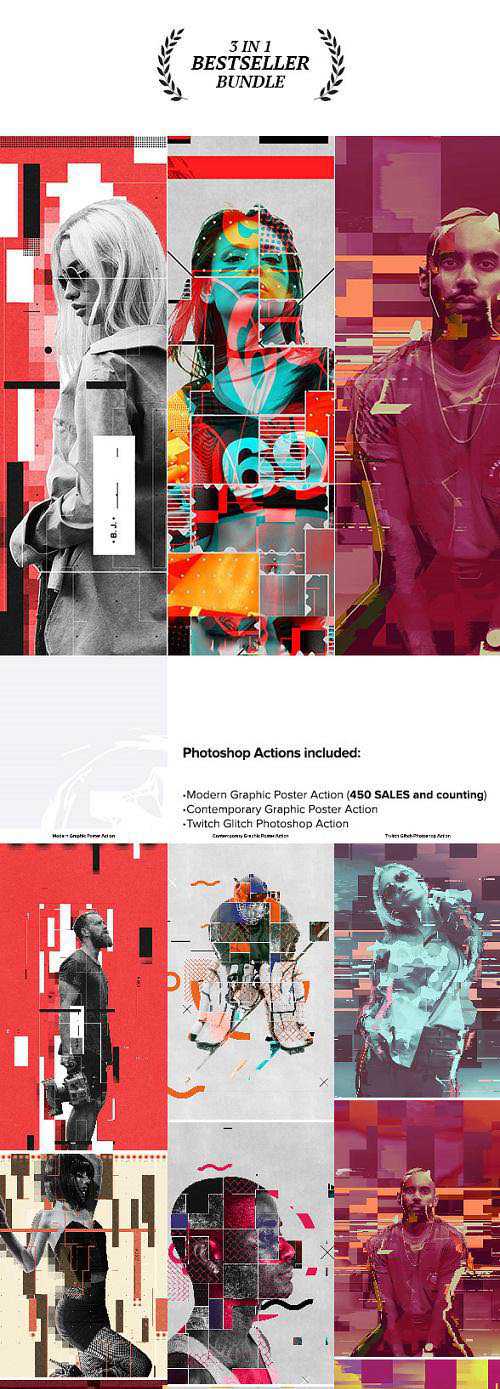 3 IN 1
BESTSELLER
BUNDLE
69
•B.J.•
Photoshop Actions included:
•Modern Graphic Poster Action (450 SALES and counting)
•Contemporary Graphic Poster Action
•Twitch Glitch Photoshop Action
Modern Graphic Poster Action
Contemporary Graphic Poster Action
Twitch Glitch Photoshop Action